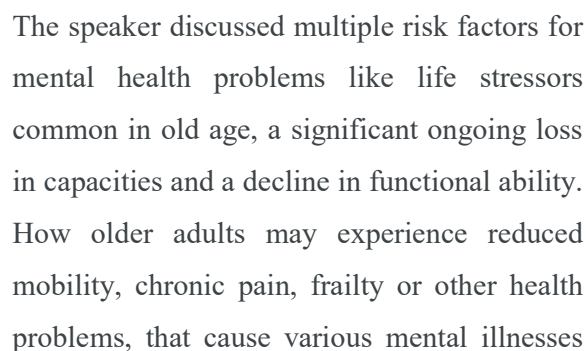 The speaker discussed multiple risk factors for
mental health problems like life stressors
common in old age, a significant ongoing loss
in capacities and a decline in functional ability.
How older adults may experience reduced
mobility, chronic pain, frailty or other health
problems, that cause various mental illnesses